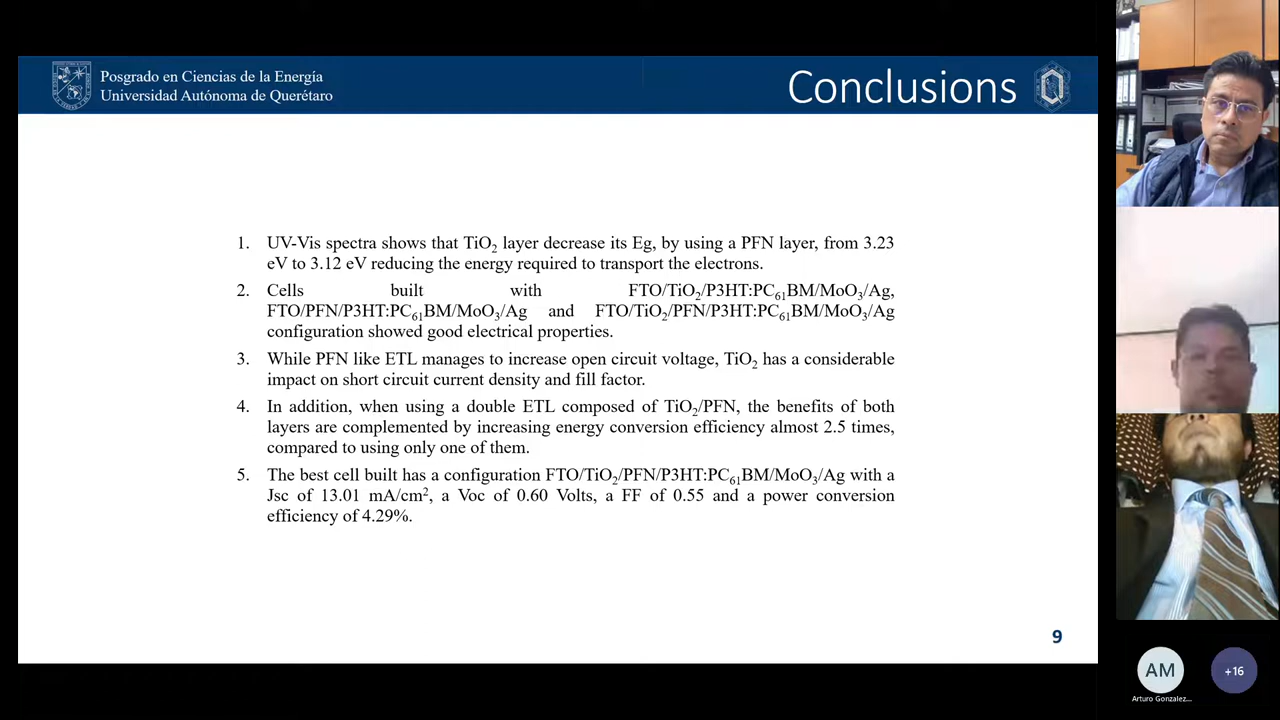 Posgrado en Ciencias de la Energía
Universidad Autónoma de Querétaro
Conclusions
1. UV-Vis spectra shows that TiO2 layer decrease its Eg, by using a PFN layer, from 3.23
eV to 3.12 eV reducing the energy required to transport the electrons.
2. Cells built with FTO/TiO2/P3HT:PC61BM/MoO3/Ag,
FTO/PFN/P3HT:PC61BM/MoO3/Ag and FTO/TiO2/PFN/P3HT:PC61BM/MoO3/Ag
configuration showed good electrical properties.
3. While PFN like ETL manages to increase open circuit voltage, TiO2 has a considerable
impact on short circuit current density and fill factor.
4. In addition, when using a double ETL composed of TiO2/PFN, the benefits of both
layers are complemented by increasing energy conversion efficiency almost 2.5 times,
compared to using only one of them.
5. The best cell built has a configuration FTO/TiO2/PFN/P3HT:PC61BM/MoO3/Ag with a
Jsc of 13.01 mA/cm2, a Voc of 0.60 Volts, a FF of 0.55 and a power conversion
efficiency of 4.29%.
9
AM
+16
Arturo Gonzalez...